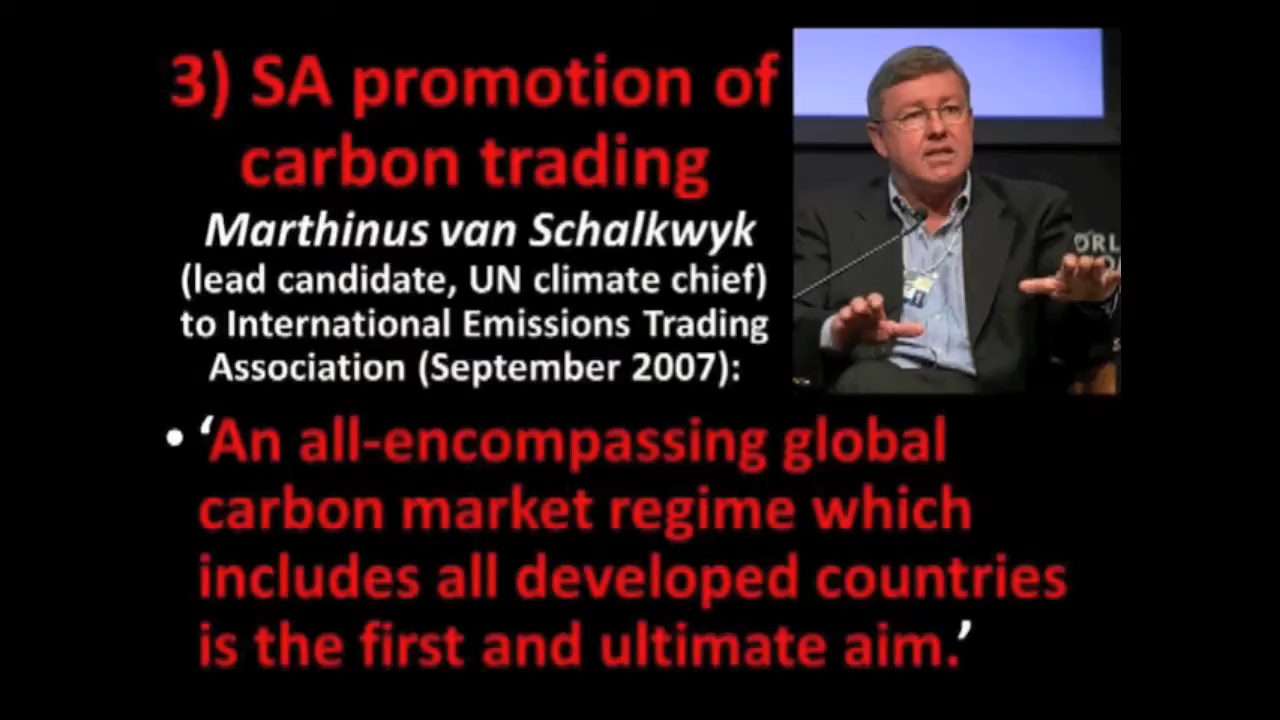 3) SA promotion of
carbon trading
Marthinus van Schalkwyk
(lead candidate, UN climate chief)
to International Emissions Trading
Association (September 2007):
• ‘An all-encompassing global
carbon market regime which
includes all developed countries
is the first and ultimate aim.’
ORL